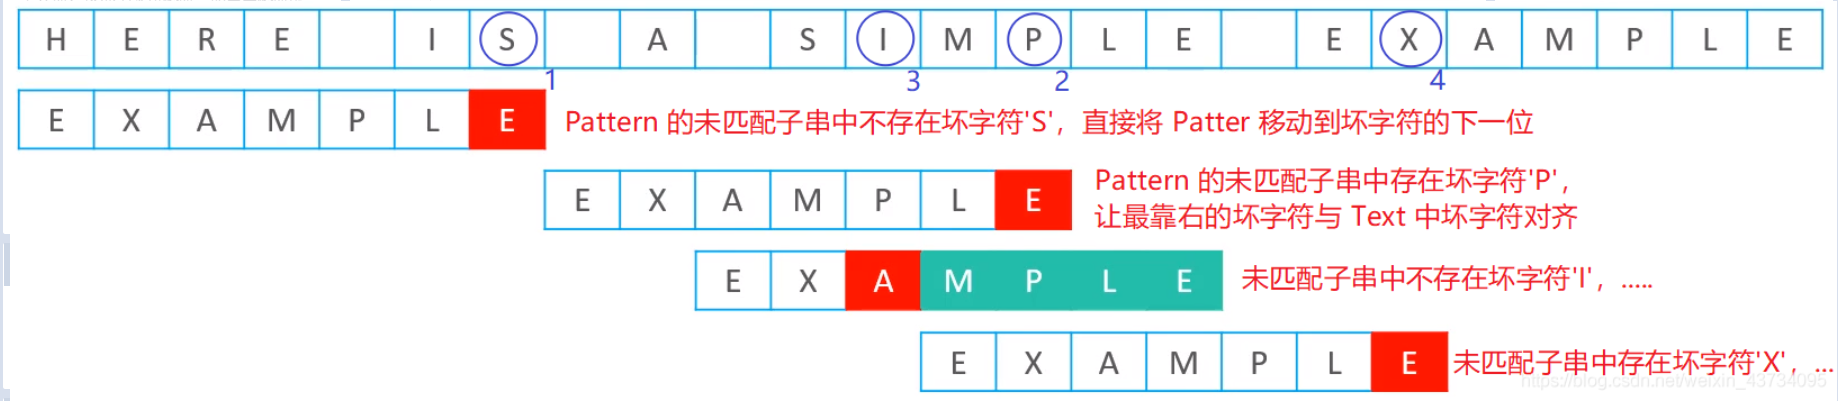 H E R E I S A S I M P L E E X A M P L E
1 3 2 4
E X A M P L E Pattern 的未匹配子串中不存在坏字符'S'，直接将 Patter 移动到坏字符的下一位
E X A M P L E Pattern 的未匹配子串中存在坏字符'P'，
让最靠右的坏字符与 Text 中坏字符对齐
E X A M P L E 未匹配子串中不存在坏字符'I'，.....
E X A M P L E 未匹配子串中存在坏字符'X'，...
https://blog.csdn.net/weixin_43734095